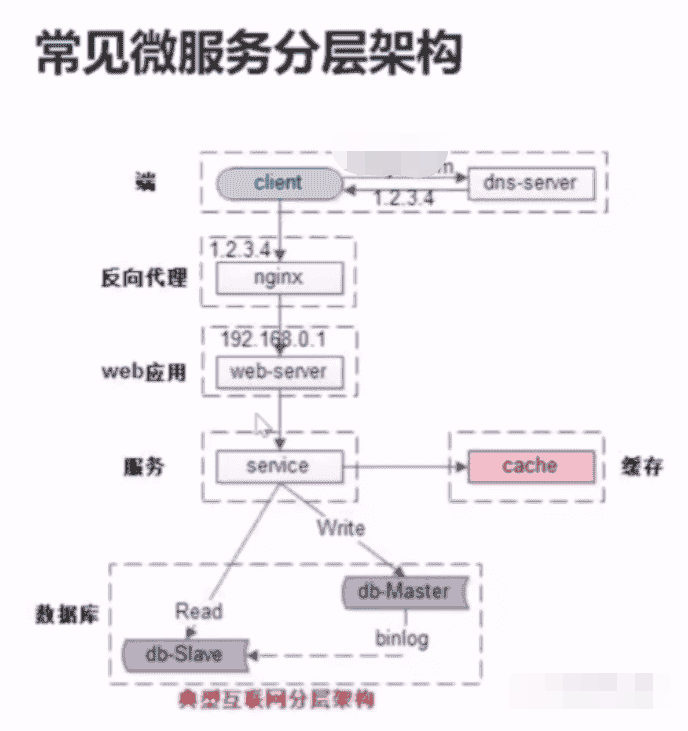 常见微服务分层架构
端
client
dns-server
1.2.3.4
1.2.3.4
反向代理
nginx
192.168.0.1
web应用
web-server
服务
service
cache
缓存
Write
数据库
db-Master
Read
binlog
db-Slave
典型互联网分层架构